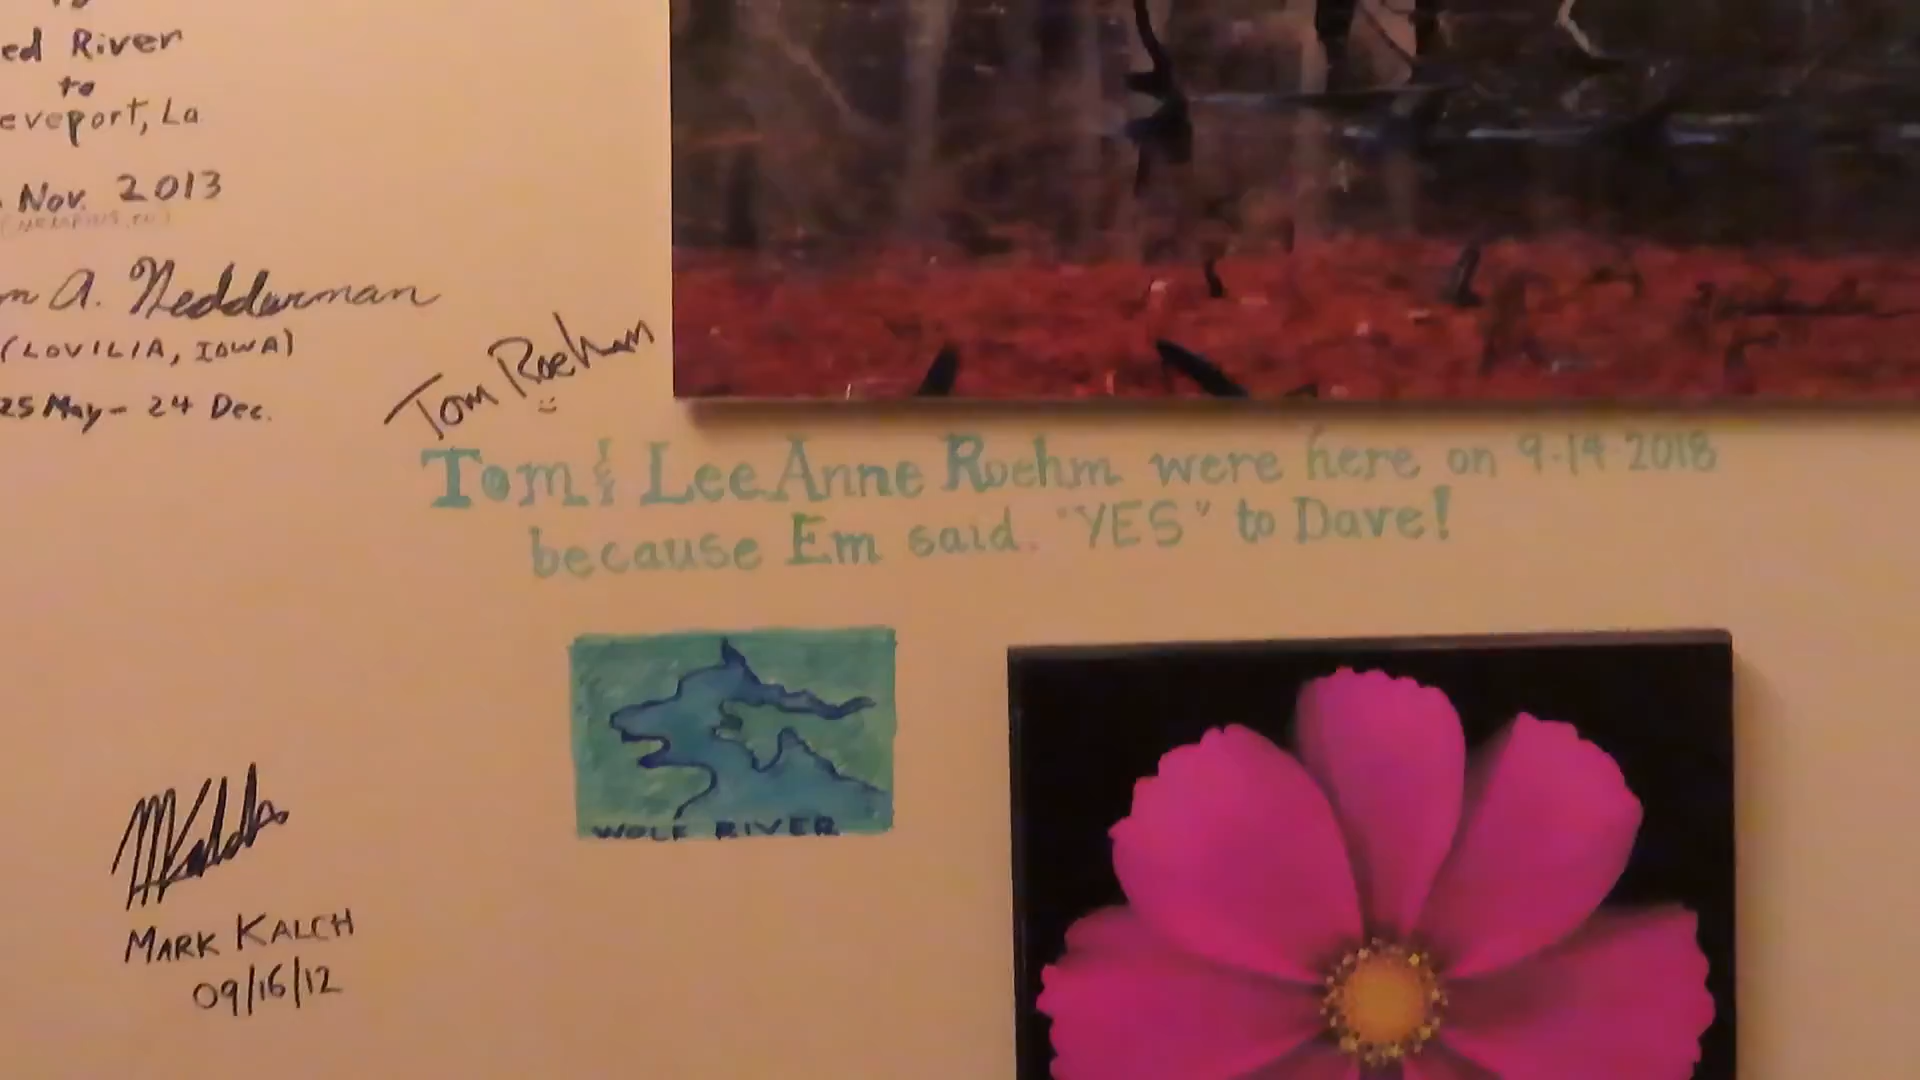 ed River
to
eveport, La
Nov. 2013
m A. Nedderman
(LOVILIA, IOWA)
25 May - 24 Dec.
Tom Roehm
Tom & LeeAnne Roehm were here on 9-14-2018
because Em said "YES" to Dave!
WOLF RIVER
MARK KALCH
09/16/12